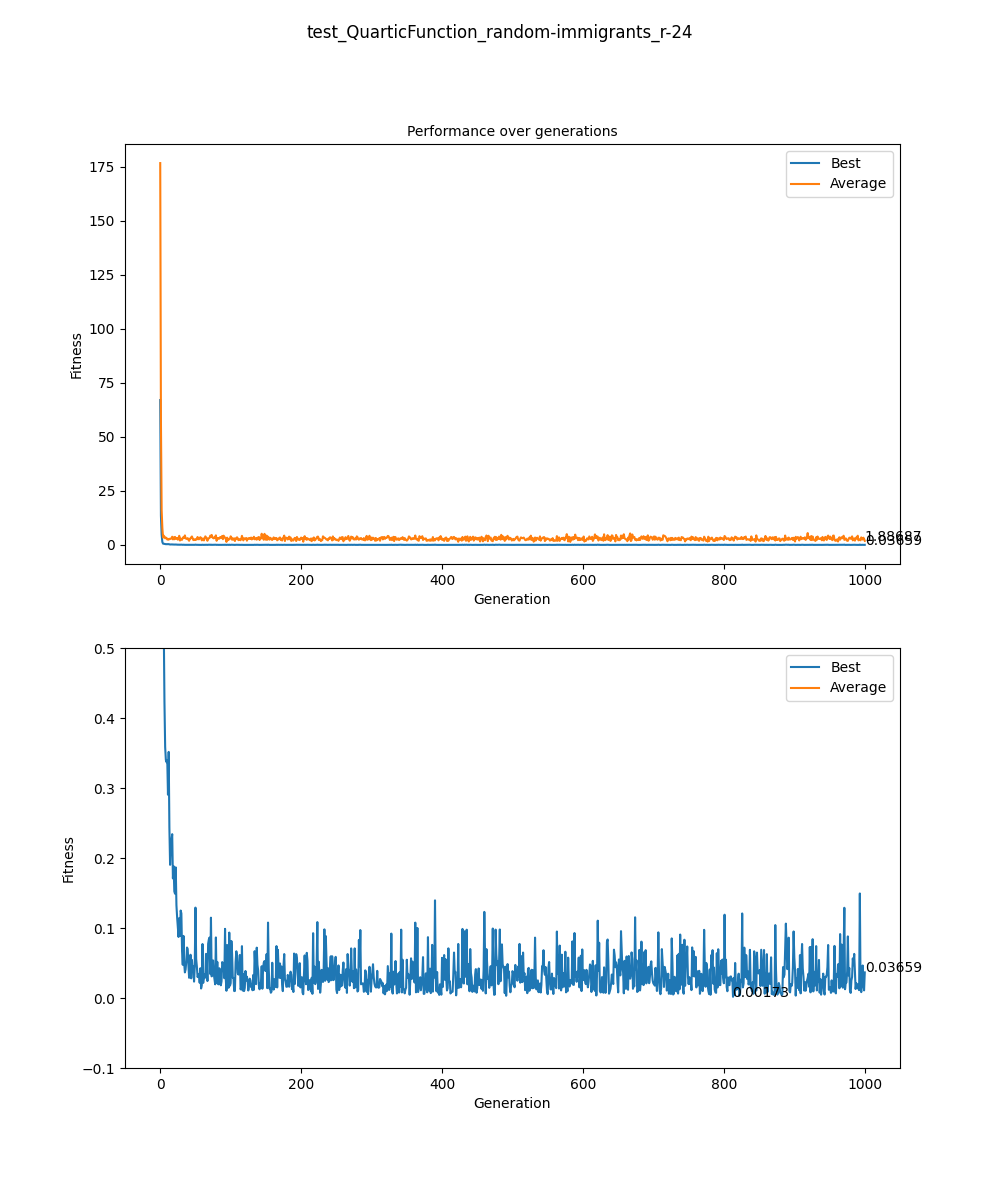 test_QuarticFunction_random-immigrants_r-24
Performance over generations
Best
Average
175
150
125
100
75
50
25
0
Fitness
1.88687
0.03659
0 200 400 600 800 1000
Generation
Best
Average
0.5
0.4
0.3
0.2
0.1
0.0
−0.1
Fitness
0.03659
0.00173
0 200 400 600 800 1000
Generation